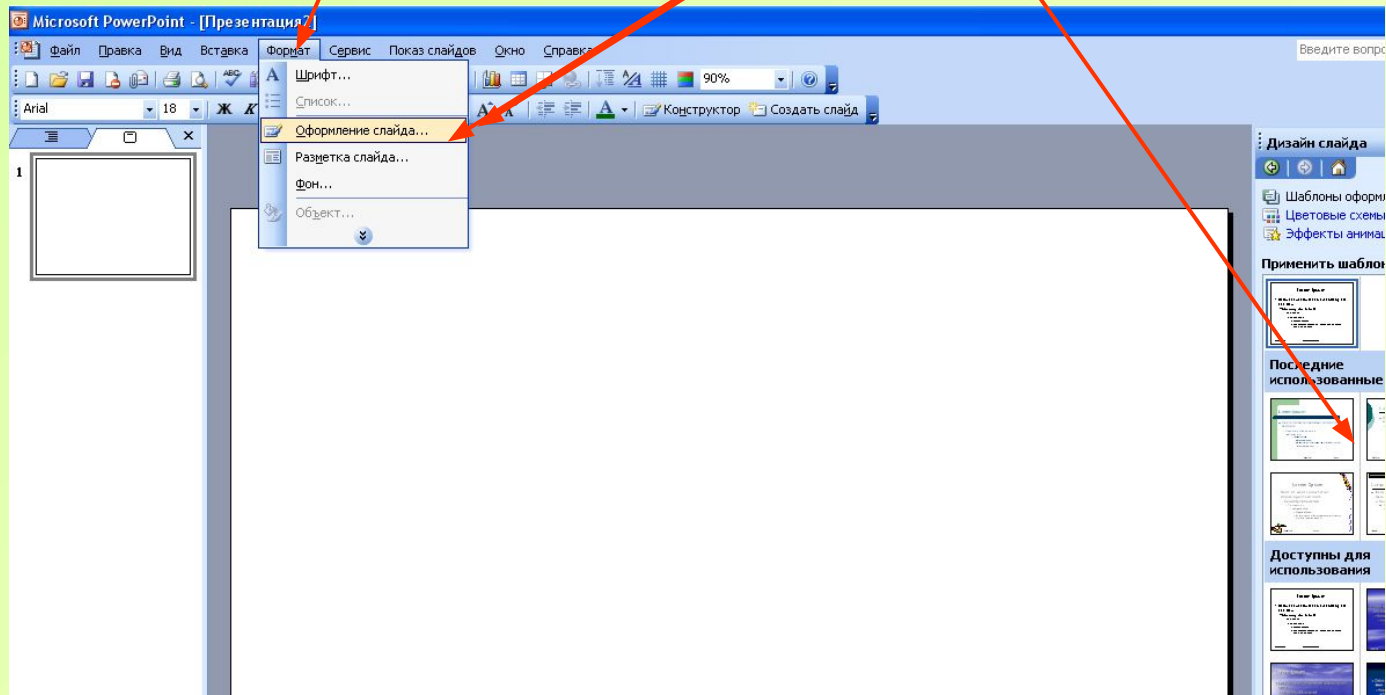 Microsoft PowerPoint - [Презентация2]
Файл Правка Вид Вставка Формат Сервис Показ слайдов Окно Справка
Введите вопро
90%
Arial 18 Ж К
Конструктор Создать слайд
Шрифт...
Список...
Оформление слайда...
Разметка слайда...
Фон...
Объект...
1
Дизайн слайда
Шаблоны оформл
Цветовые схемы
Эффекты анимац
Применить шаблон
Последние
использованные
Доступны для
использования